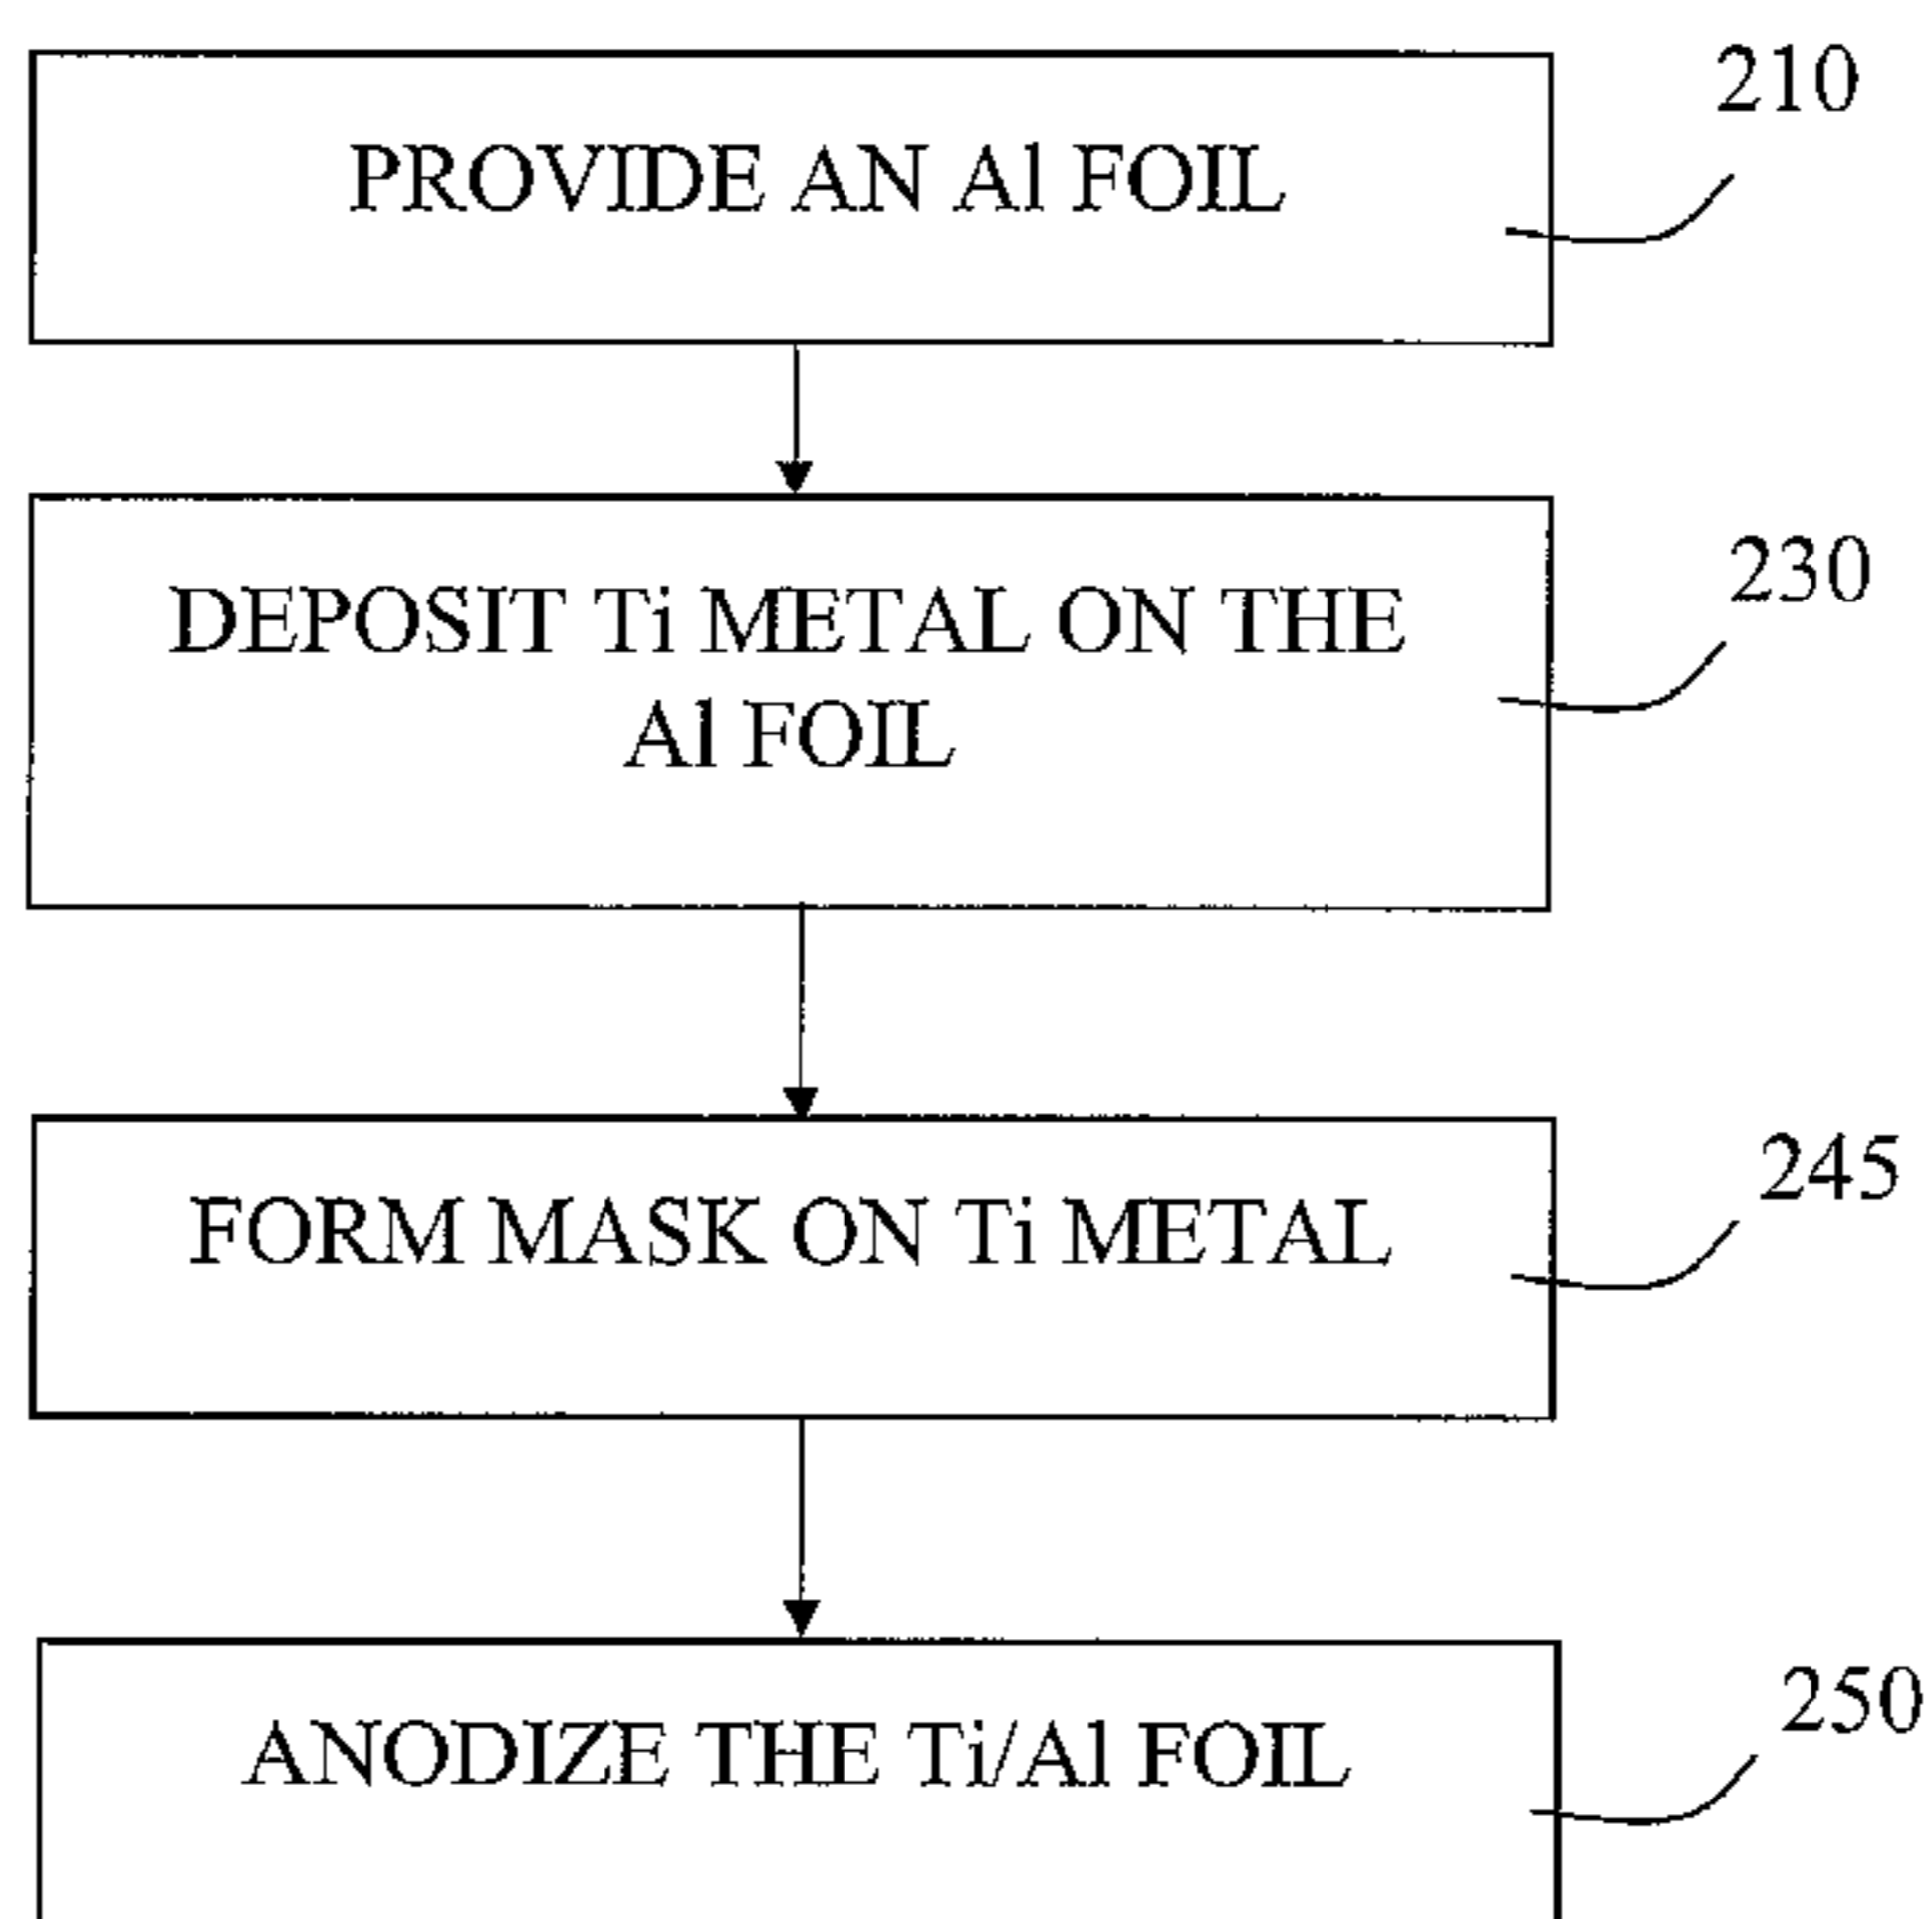 210
PROVIDE AN Al FOIL
230
DEPOSIT Ti METAL ON THE
Al FOIL
245
FORM MASK ON Ti METAL
250
ANODIZE THE Ti/Al FOIL